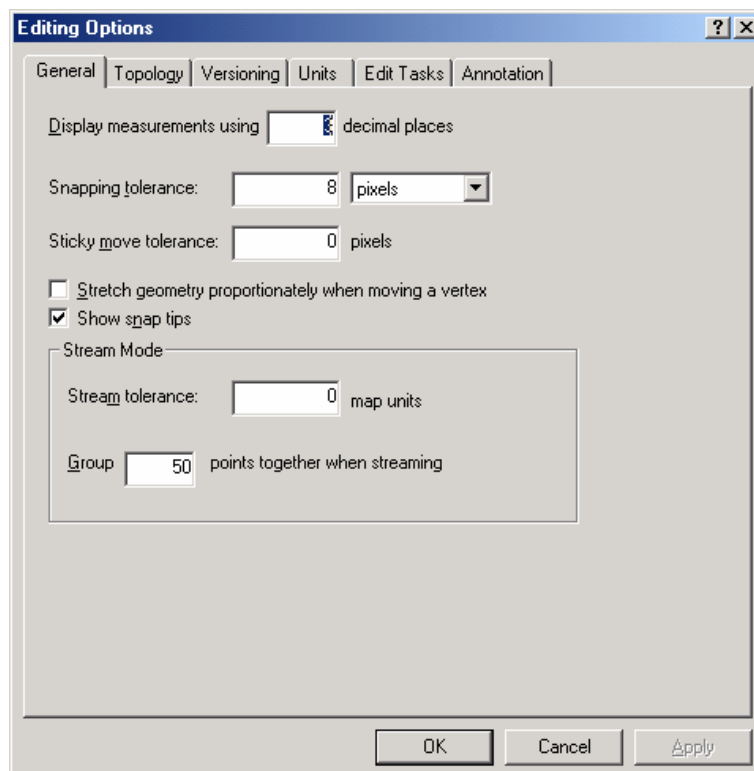 Editing Options
General Topology Versioning Units Edit Tasks Annotation
Display measurements using 3 decimal places
Snapping tolerance: 8 pixels
Sticky move tolerance: 0 pixels
Stretch geometry proportionately when moving a vertex
Show snap tips
Stream Mode
Stream tolerance: 0 map units
Group 50 points together when streaming
OK Cancel Apply